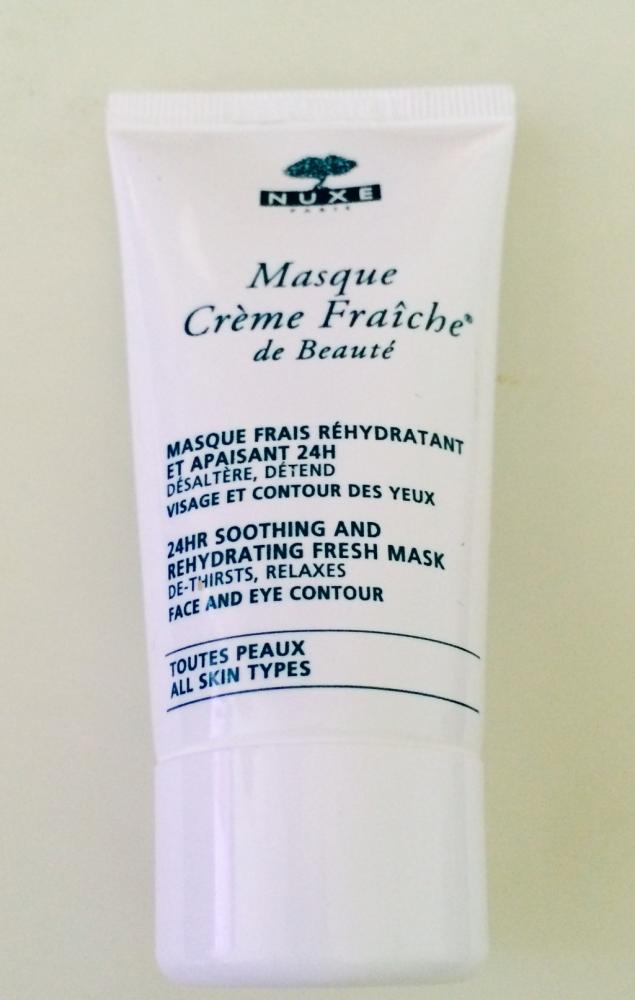 NUXE
PARIS
Masque
Crème Fraîche®
de Beauté
MASQUE FRAIS RÉHYDRATANT
ET APAISANT 24H
DÉSALTÈRE, DÉTEND
VISAGE ET CONTOUR DES YEUX
24HR SOOTHING AND
REHYDRATING FRESH MASK
DE-THIRSTS, RELAXES
FACE AND EYE CONTOUR
TOUTES PEAUX
ALL SKIN TYPES